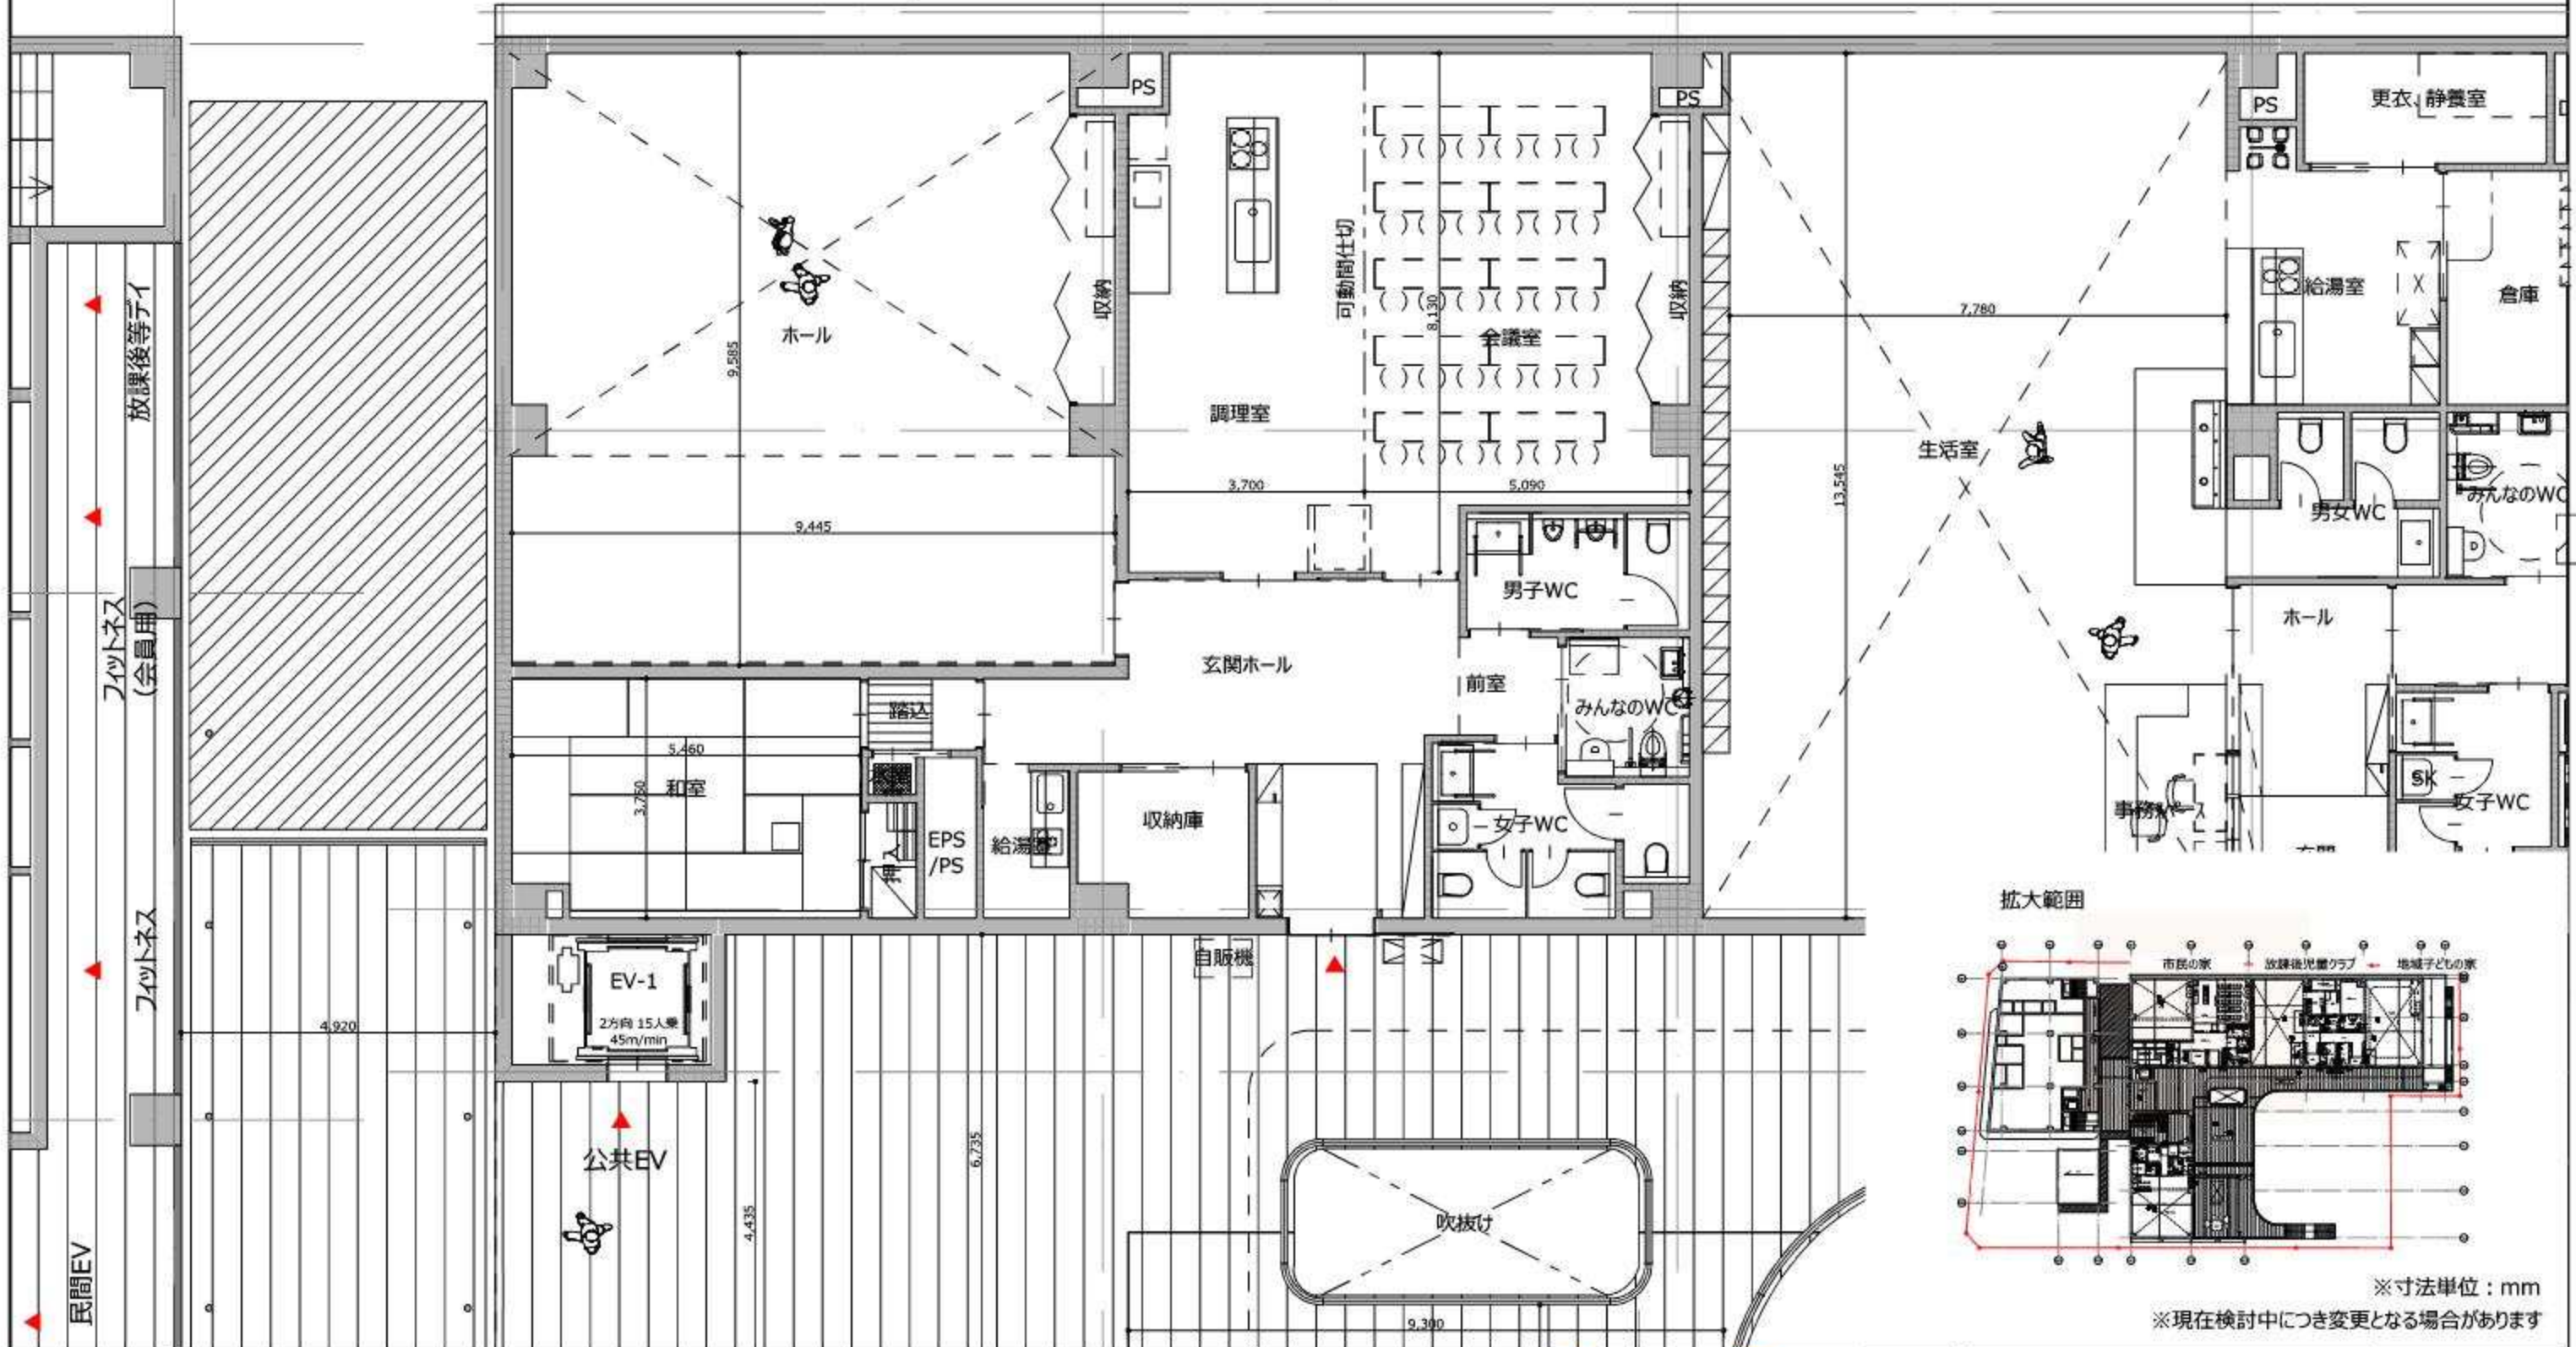 PS
PS
PS
更衣、静養室
放課後等デイ
収納
可動間仕切
収納
8,130
ホール
9,585
会議室
7,780
給湯室
倉庫
調理室
生活室
3,700
5,090
13,545
みんなのWC
男女WC
9,445
フィットネス
(会員用)
男子WC
ホール
玄関ホール
前室
みんなのWC
踏込
5,460
和室
3,750
押入
EPS
/PS
給湯室
収納庫
女子WC
SK
女子WC
事務スペース
フィットネス
自販機
EV-1
2方向 15人乗
45m/min
4,920
公共EV
6,735
4,435
吹抜け
9,300
民間EV
拡大範囲
市民の家
放課後児童クラブ
地域子どもの家
※寸法単位：mm
※現在検討中につき変更となる場合があります